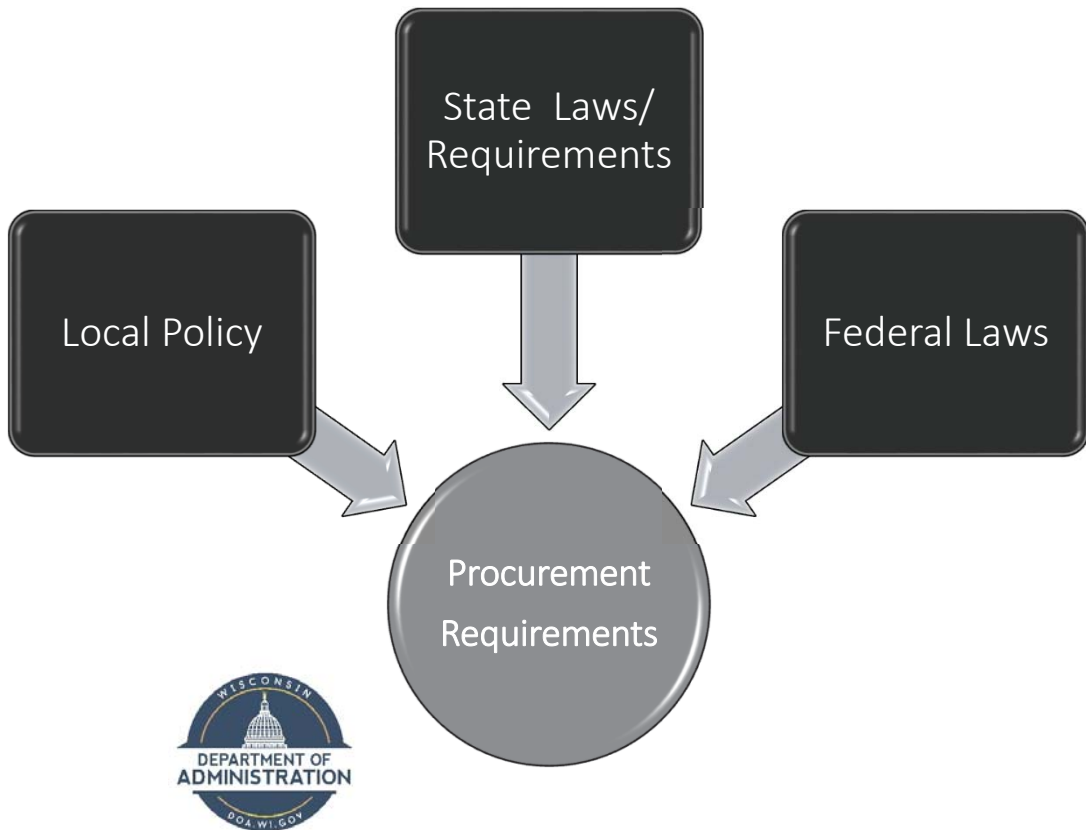 State Laws/
Requirements
Local Policy
Federal Laws
Procurement
Requirements
WISCONSIN
DEPARTMENT OF
ADMINISTRATION
DOA.WI.GOV